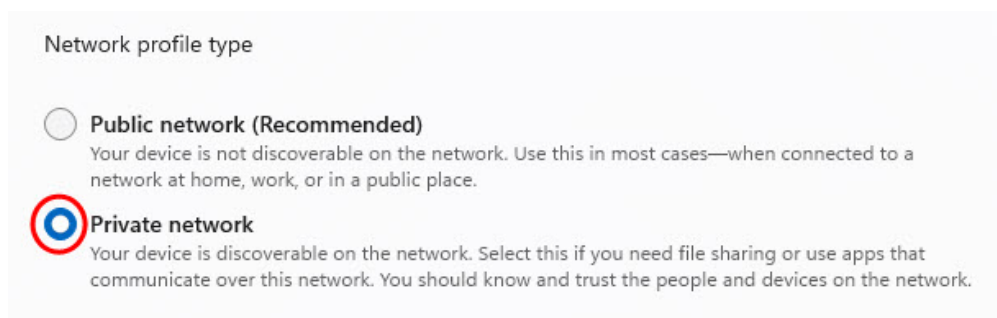 Network profile type
Public network (Recommended)
Your device is not discoverable on the network. Use this in most cases—when connected to a
network at home, work, or in a public place.
Private network
Your device is discoverable on the network. Select this if you need file sharing or use apps that
communicate over this network. You should know and trust the people and devices on the network.